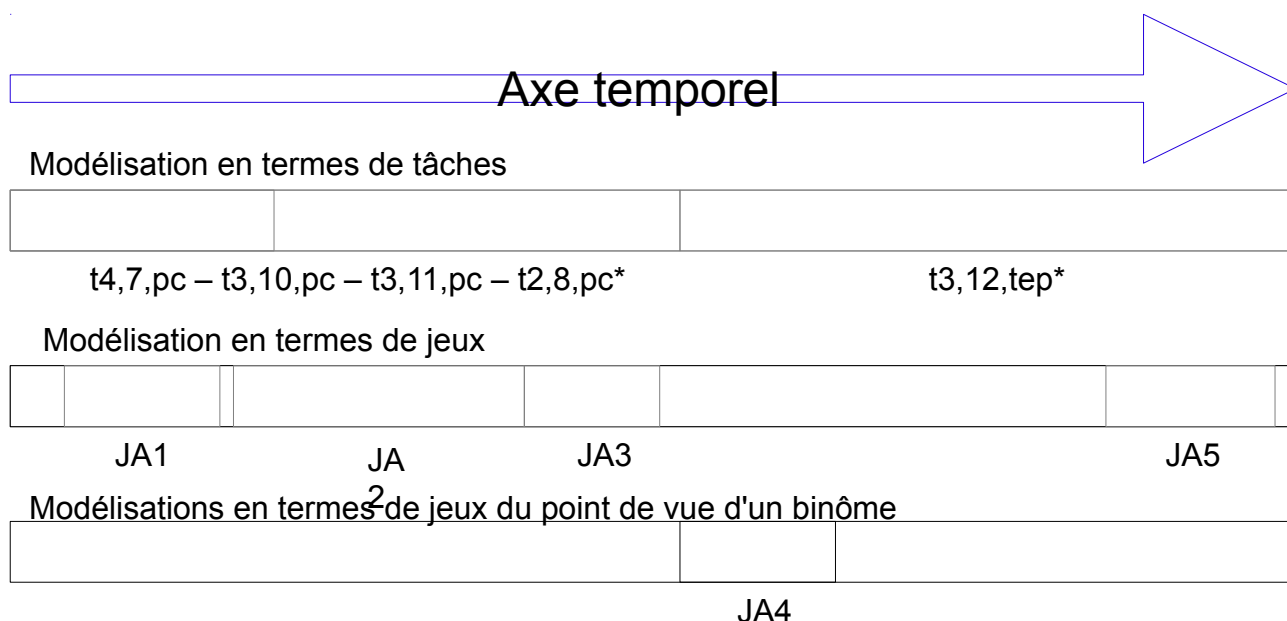 Axe temporel
Modélisation en termes de tâches
t4,7,pc – t3,10,pc – t3,11,pc – t2,8,pc*
t3,12,tep*
Modélisation en termes de jeux
JA1
JA
2
JA3
JA5
Modélisations en termes de jeux du point de vue d'un binôme
JA4